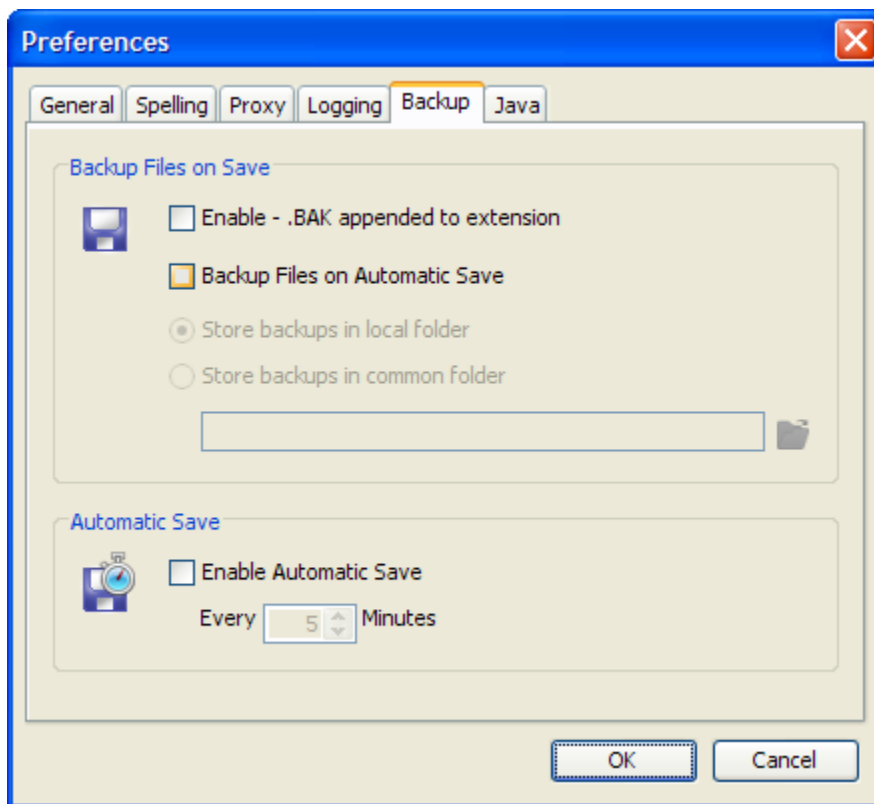 Preferences
General Spelling Proxy Logging Backup Java
Backup Files on Save
Enable - .BAK appended to extension
Backup Files on Automatic Save
Store backups in local folder
Store backups in common folder
Automatic Save
Enable Automatic Save
Every 5 Minutes
OK Cancel